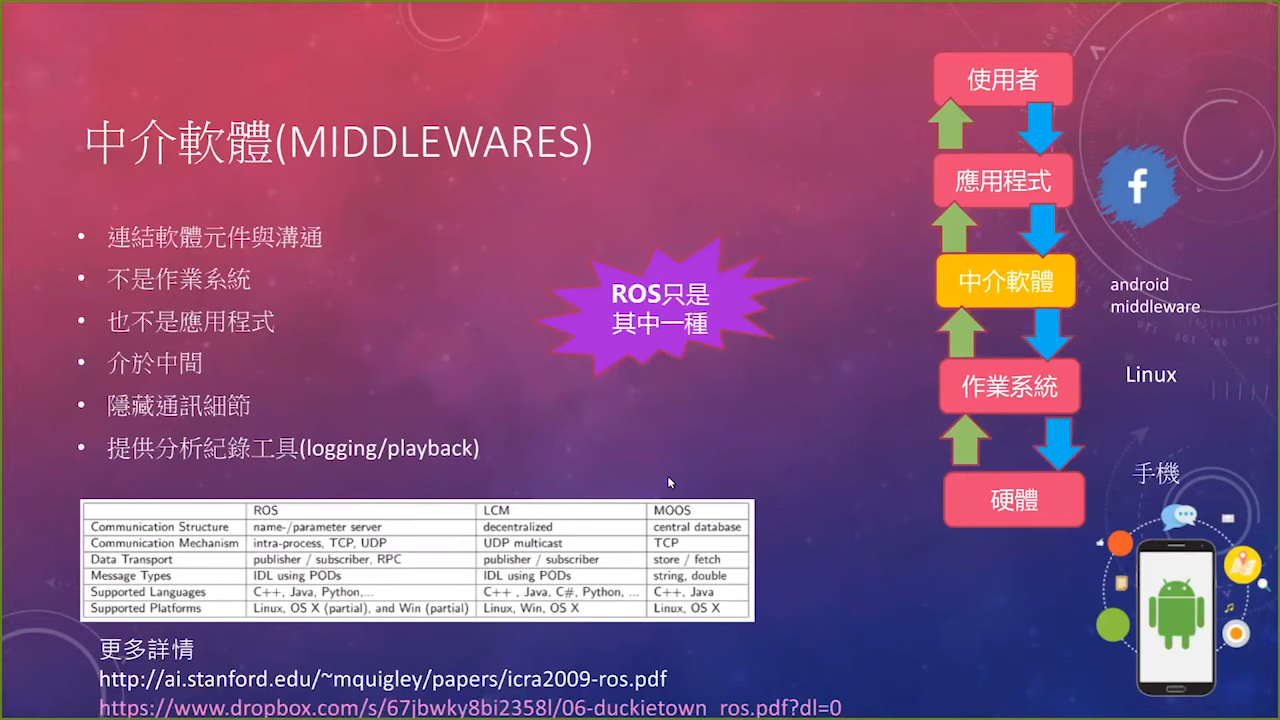 中介軟體(MIDDLEWARES)
• 連結軟體元件與溝通
• 不是作業系統
• 也不是應用程式
• 介於中間
• 隱藏通訊細節
• 提供分析紀錄工具(logging/playback)
ROS只是
其中一種
使用者
應用程式
中介軟體
android
middleware
作業系統
Linux
硬體
手機
ROS LCM MOOS
Communication Structure name-/parameter server decentralized central database
Communication Mechanism intra-process, TCP, UDP UDP multicast TCP
Data Transport publisher / subscriber, RPC publisher / subscriber store / fetch
Message Types IDL using PODs IDL using PODs string, double
Supported Languages C++, Java, Python,... C++ , Java, C#, Python, ... C++, Java
Supported Platforms Linux, OS X (partial), and Win (partial) Linux, Win, OS X Linux, OS X
更多詳情
http://ai.stanford.edu/~mquigley/papers/icra2009-ros.pdf
https://www.dropbox.com/s/67jbwky8bi2358l/06-duckietown_ros.pdf?dl=0